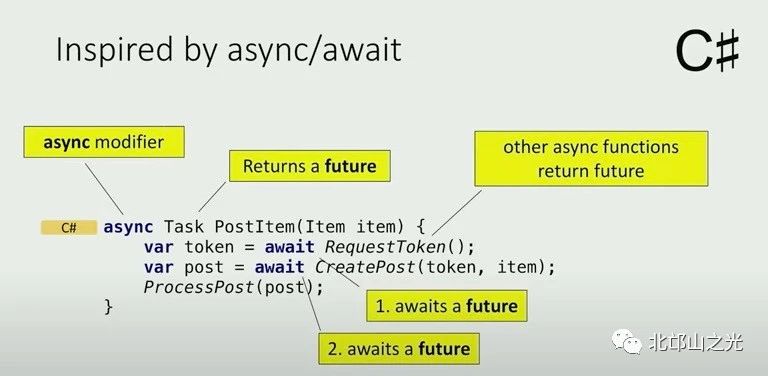 Inspired by async/await
C#
async modifier
Returns a future
other async functions
return future
C#
async Task PostItem(Item item) {
var token = await RequestToken();
var post = await CreatePost(token, item);
ProcessPost(post);
}
1. awaits a future
2. awaits a future
北邙山之光